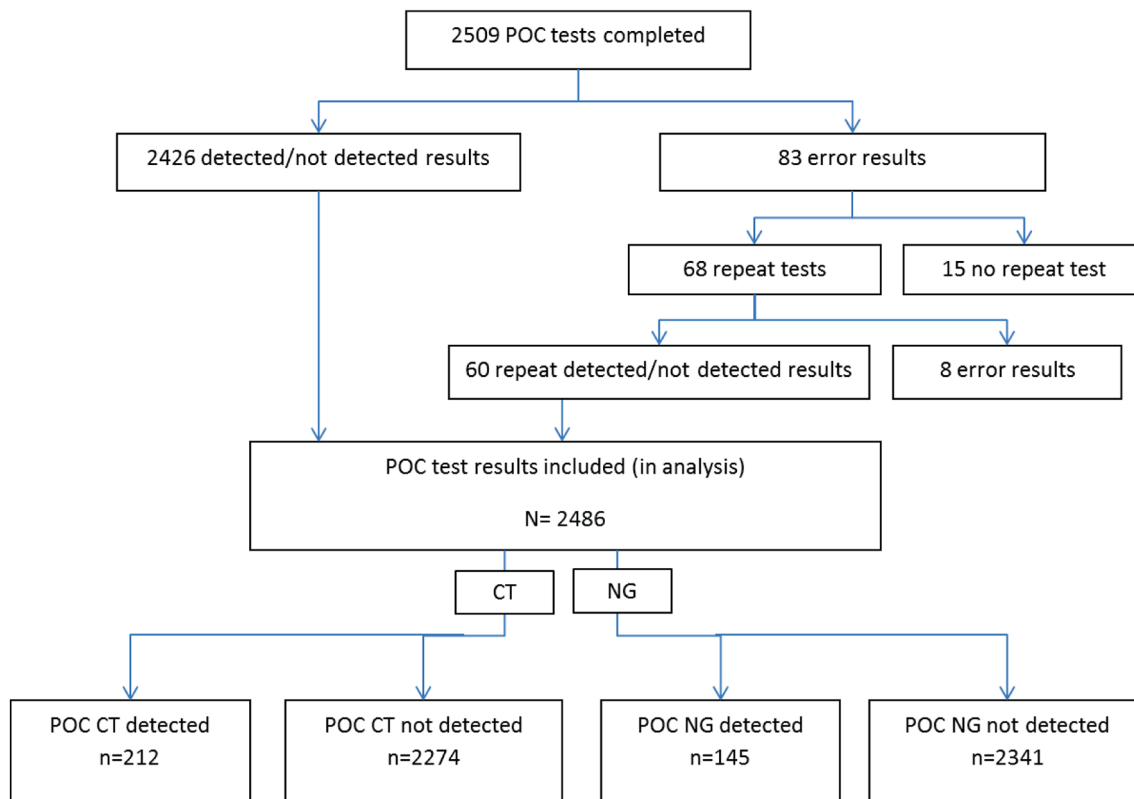 2509 POC tests completed
2426 detected/not detected results
83 error results
68 repeat tests
15 no repeat test
60 repeat detected/not detected results
8 error results
POC test results included (in analysis)
N= 2486
CT
NG
POC CT detected
n=212
POC CT not detected
n=2274
POC NG detected
n=145
POC NG not detected
n=2341